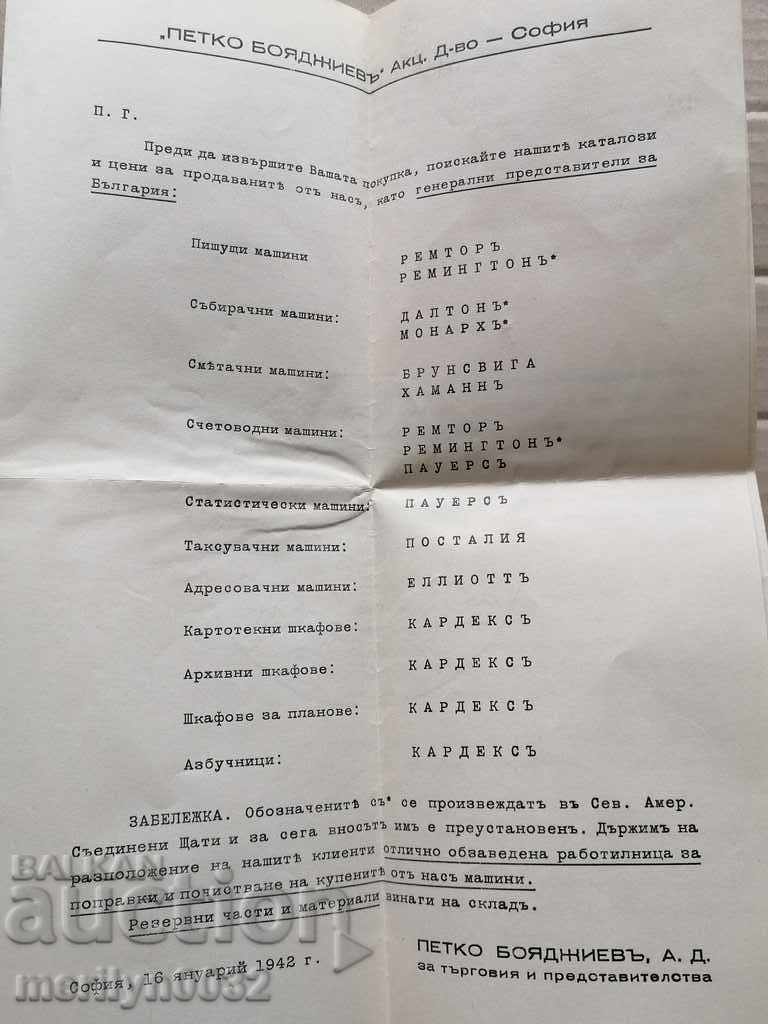 „ПЕТКО БОЯДЖИЕВЪ" Акц. Д-во — София
П. Г.
Преди да извършите Вашата покупка, поискайте нашитѣ каталози
и цени за продаванитѣ отъ насъ, като генерални представители за
България:
Пишущи машини РЕМТОРЪ
РЕМИНГТОНЪ*
Събирачни машини: ДАЛТОНЪ*
МОНАРХЪ*
Смѣтачни машини: БРУНСВИГА
ХАМАННЪ
Счетоводни машини: РЕМТОРЪ
РЕМИНГТОНЪ*
ПАУЕРСЪ
Статистически машини: ПАУЕРСЪ
Таксувачни машини: ПОСТАЛИЯ
Адресовачни машини: ЕЛЛИОТТЪ
Картотекни шкафове: КАРДЕКСЪ
Архивни шкафове: КАРДЕКСЪ
Шкафове за планове: КАРДЕКСЪ
Азбучници: КАРДЕКСЪ
ЗАБЕЛЕЖКА. Обозначенитѣ съ* се произвеждатъ въ Сев. Амер.
Съединени Щати и за сега вносътъ имъ е преустановенъ. Държимъ на
разположение на нашитѣ клиенти отлично обзаведена работилница за
поправки и почистване на купенитѣ отъ насъ машини.
Резервни части и материали винаги на складъ.
София, 16 януарий 1942 г.
ПЕТКО БОЯДЖИЕВЪ, А. Д.
за търговия и представителства
BALKAN
auction
merilyn0032